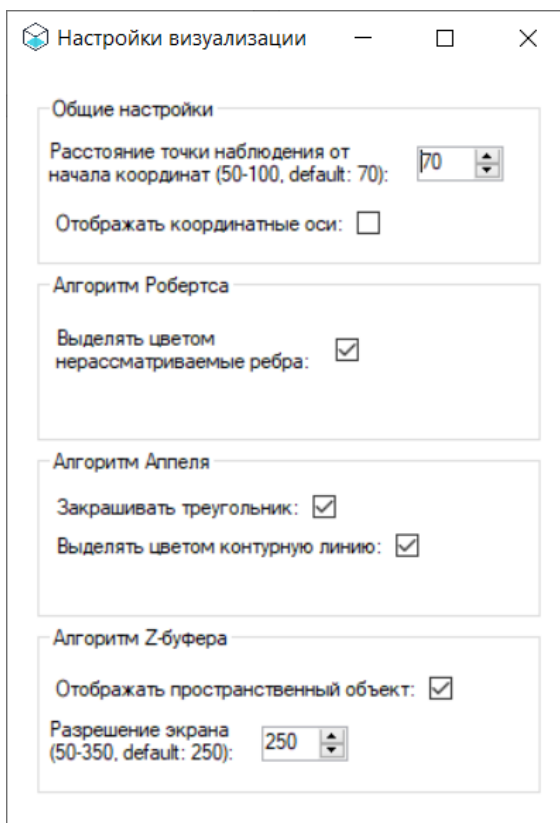 Настройки визуализации
Общие настройки
Расстояние точки наблюдения от
начала координат (50-100, default: 70):
70
Отображать координатные оси:
Алгоритм Робертса
Выделять цветом
нерассматриваемые ребра:
Алгоритм Аппеля
Закрашивать треугольник:
Выделять цветом контурную линию:
Алгоритм Z-буфера
Отображать пространственный объект:
Разрешение экрана
(50-350, default: 250):
250